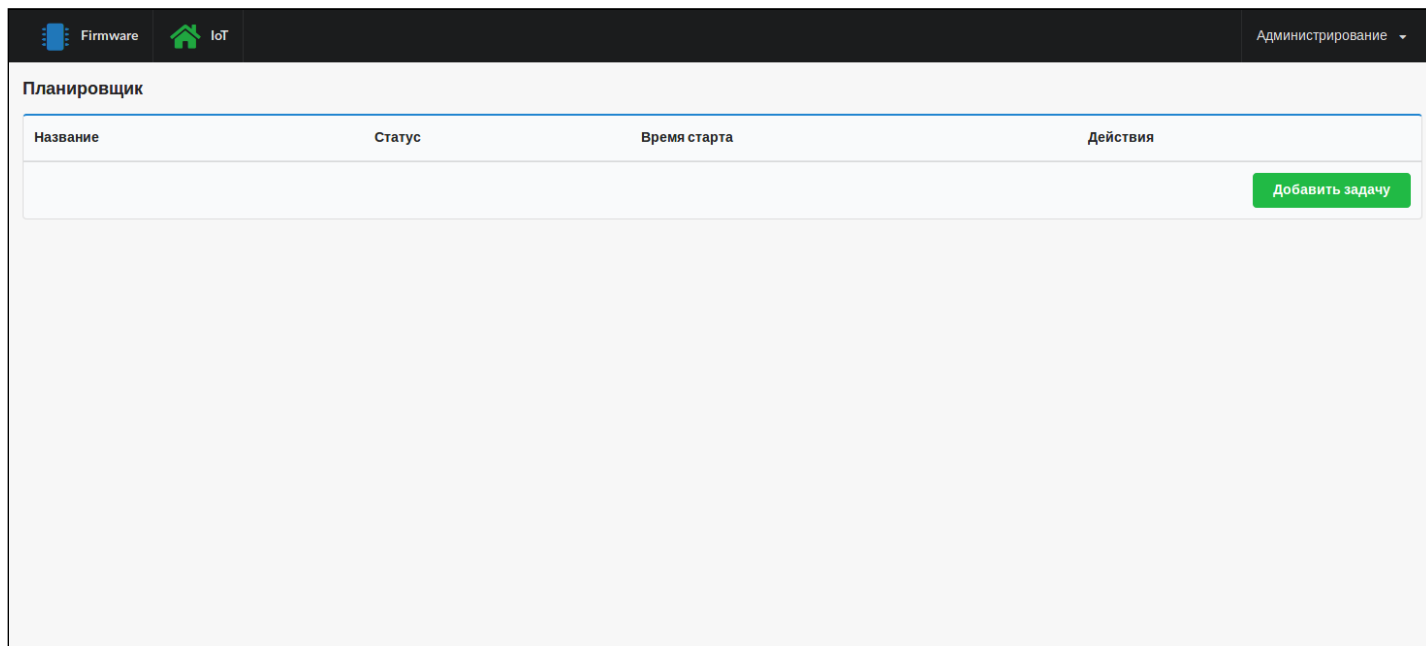 Firmware IoT Администрирование
Планировщик
Название Статус Время старта Действия
Добавить задачу